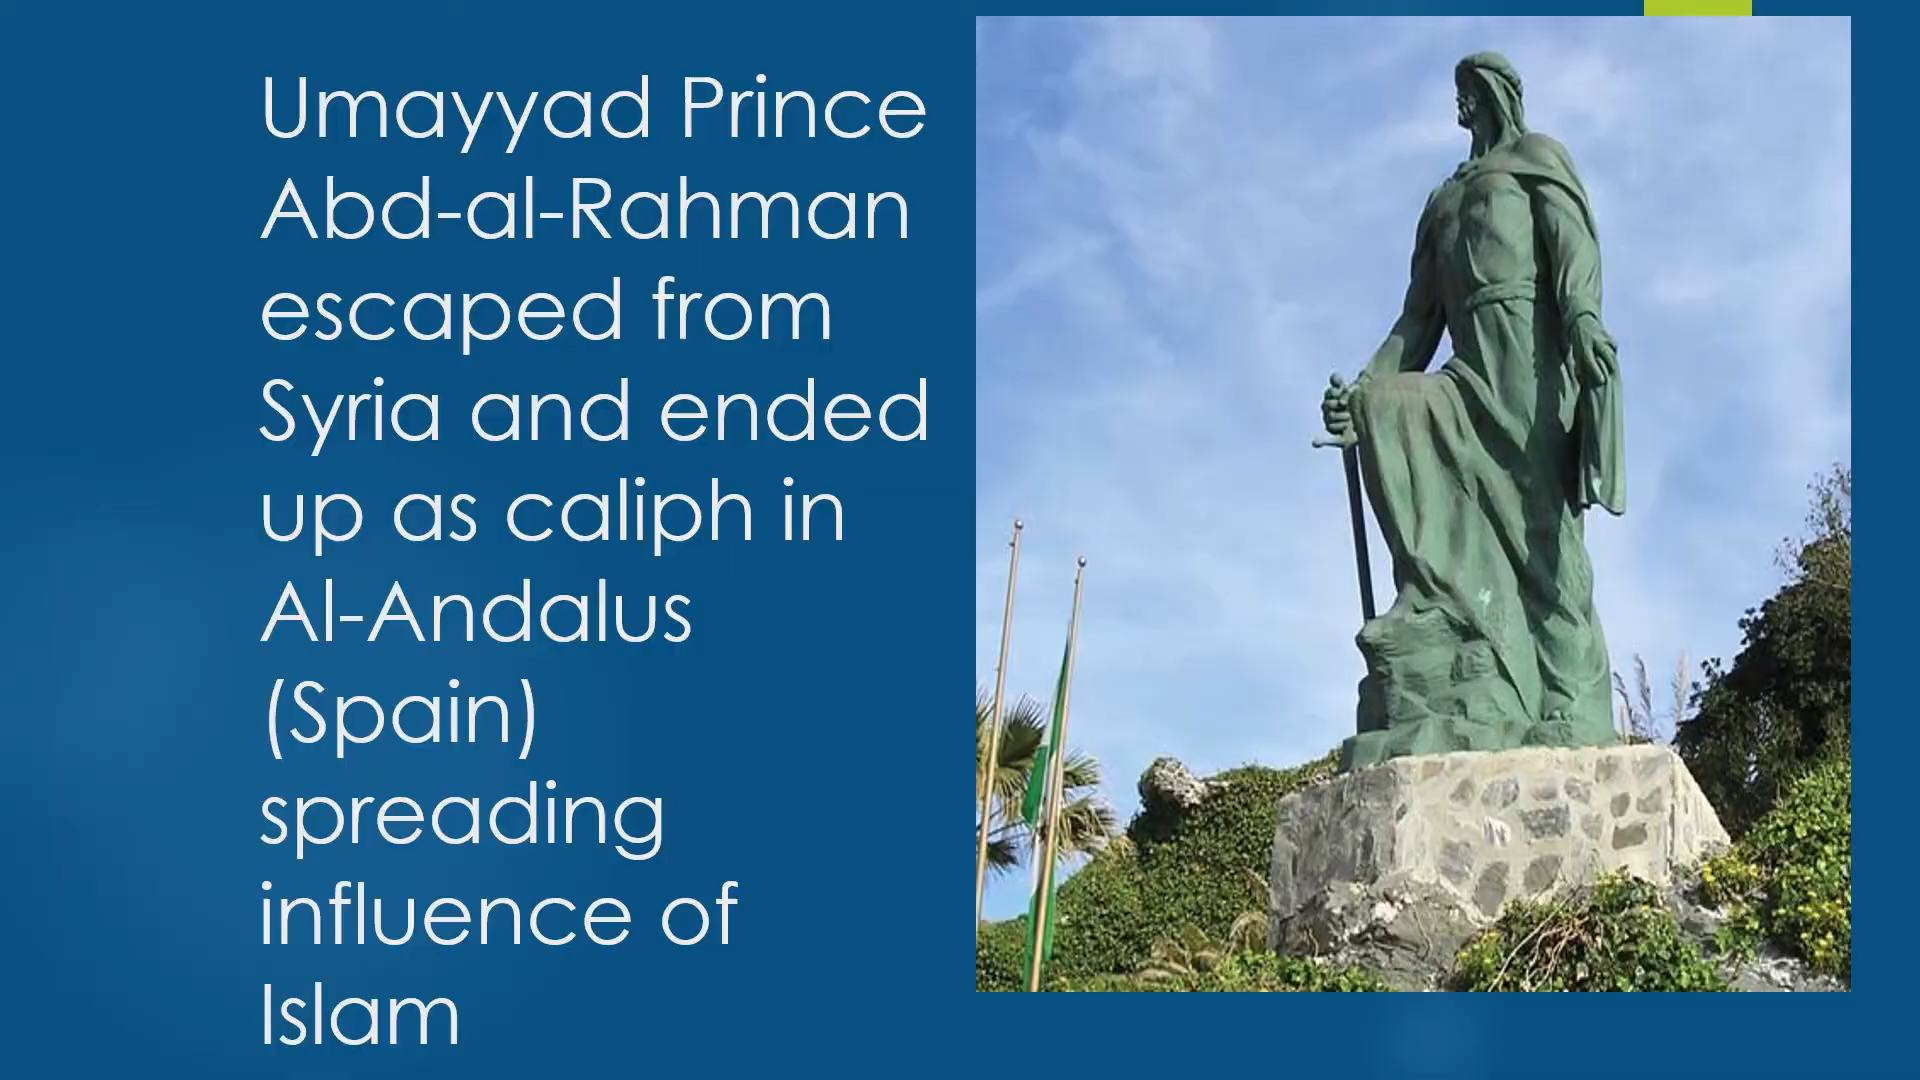 Umayyad Prince
Abd-al-Rahman
escaped from
Syria and ended
up as caliph in
Al-Andalus
(Spain)
spreading
influence of
Islam